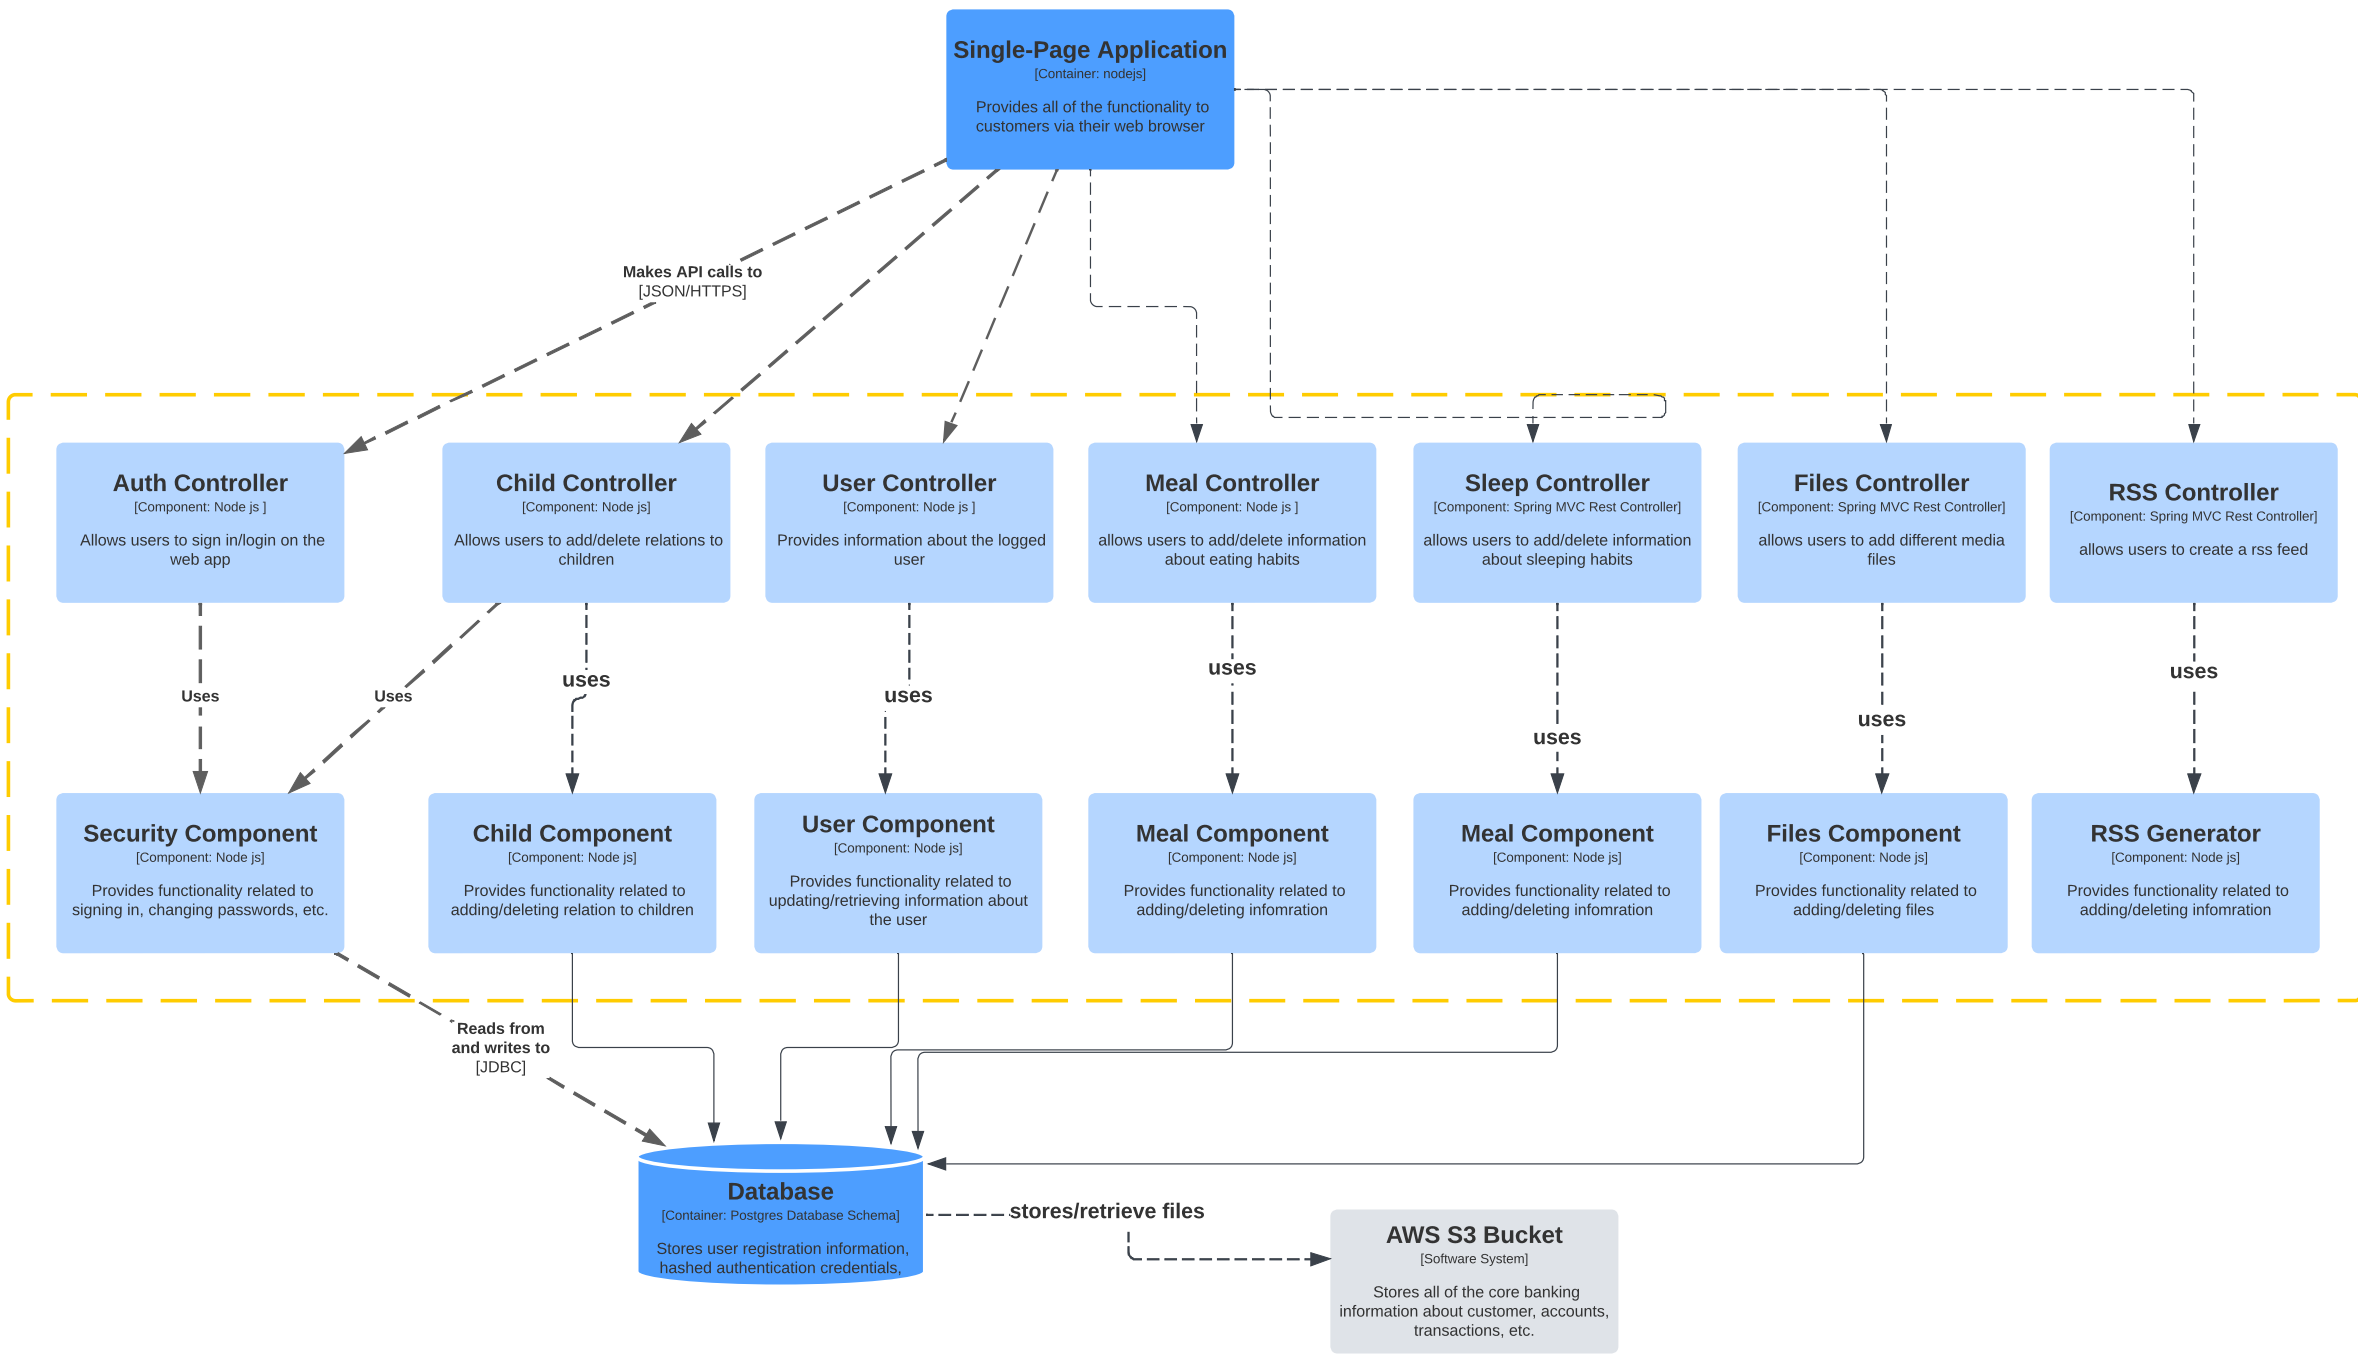 Single-Page Application
[Container: nodejs]
Provides all of the functionality to
customers via their web browser
Makes API calls to
[JSON/HTTPS]
Auth Controller
[Component: Node js ]
Allows users to sign in/login on the
web app
Child Controller
[Component: Node js]
Allows users to add/delete relations to
children
User Controller
[Component: Node js ]
Provides information about the logged
user
Meal Controller
[Component: Node js ]
allows users to add/delete information
about eating habits
Sleep Controller
[Component: Spring MVC Rest Controller]
allows users to add/delete information
about sleeping habits
Files Controller
[Component: Spring MVC Rest Controller]
allows users to add different media
files
RSS Controller
[Component: Spring MVC Rest Controller]
allows users to create a rss feed
Uses
Uses
uses
uses
uses
uses
uses
uses
Security Component
[Component: Node js]
Provides functionality related to
signing in, changing passwords, etc.
Child Component
[Component: Node js]
Provides functionality related to
adding/deleting relation to children
User Component
[Component: Node js]
Provides functionality related to
updating/retrieving information about
the user
Meal Component
[Component: Node js]
Provides functionality related to
adding/deleting infomration
Meal Component
[Component: Node js]
Provides functionality related to
adding/deleting infomration
Files Component
[Component: Node js]
Provides functionality related to
adding/deleting files
RSS Generator
[Component: Node js]
Provides functionality related to
adding/deleting infomration
Reads from
and writes to
[JDBC]
Database
[Container: Postgres Database Schema]
Stores user registration information,
hashed authentication credentials,
stores/retrieve files
AWS S3 Bucket
[Software System]
Stores all of the core banking
information about customer, accounts,
transactions, etc.